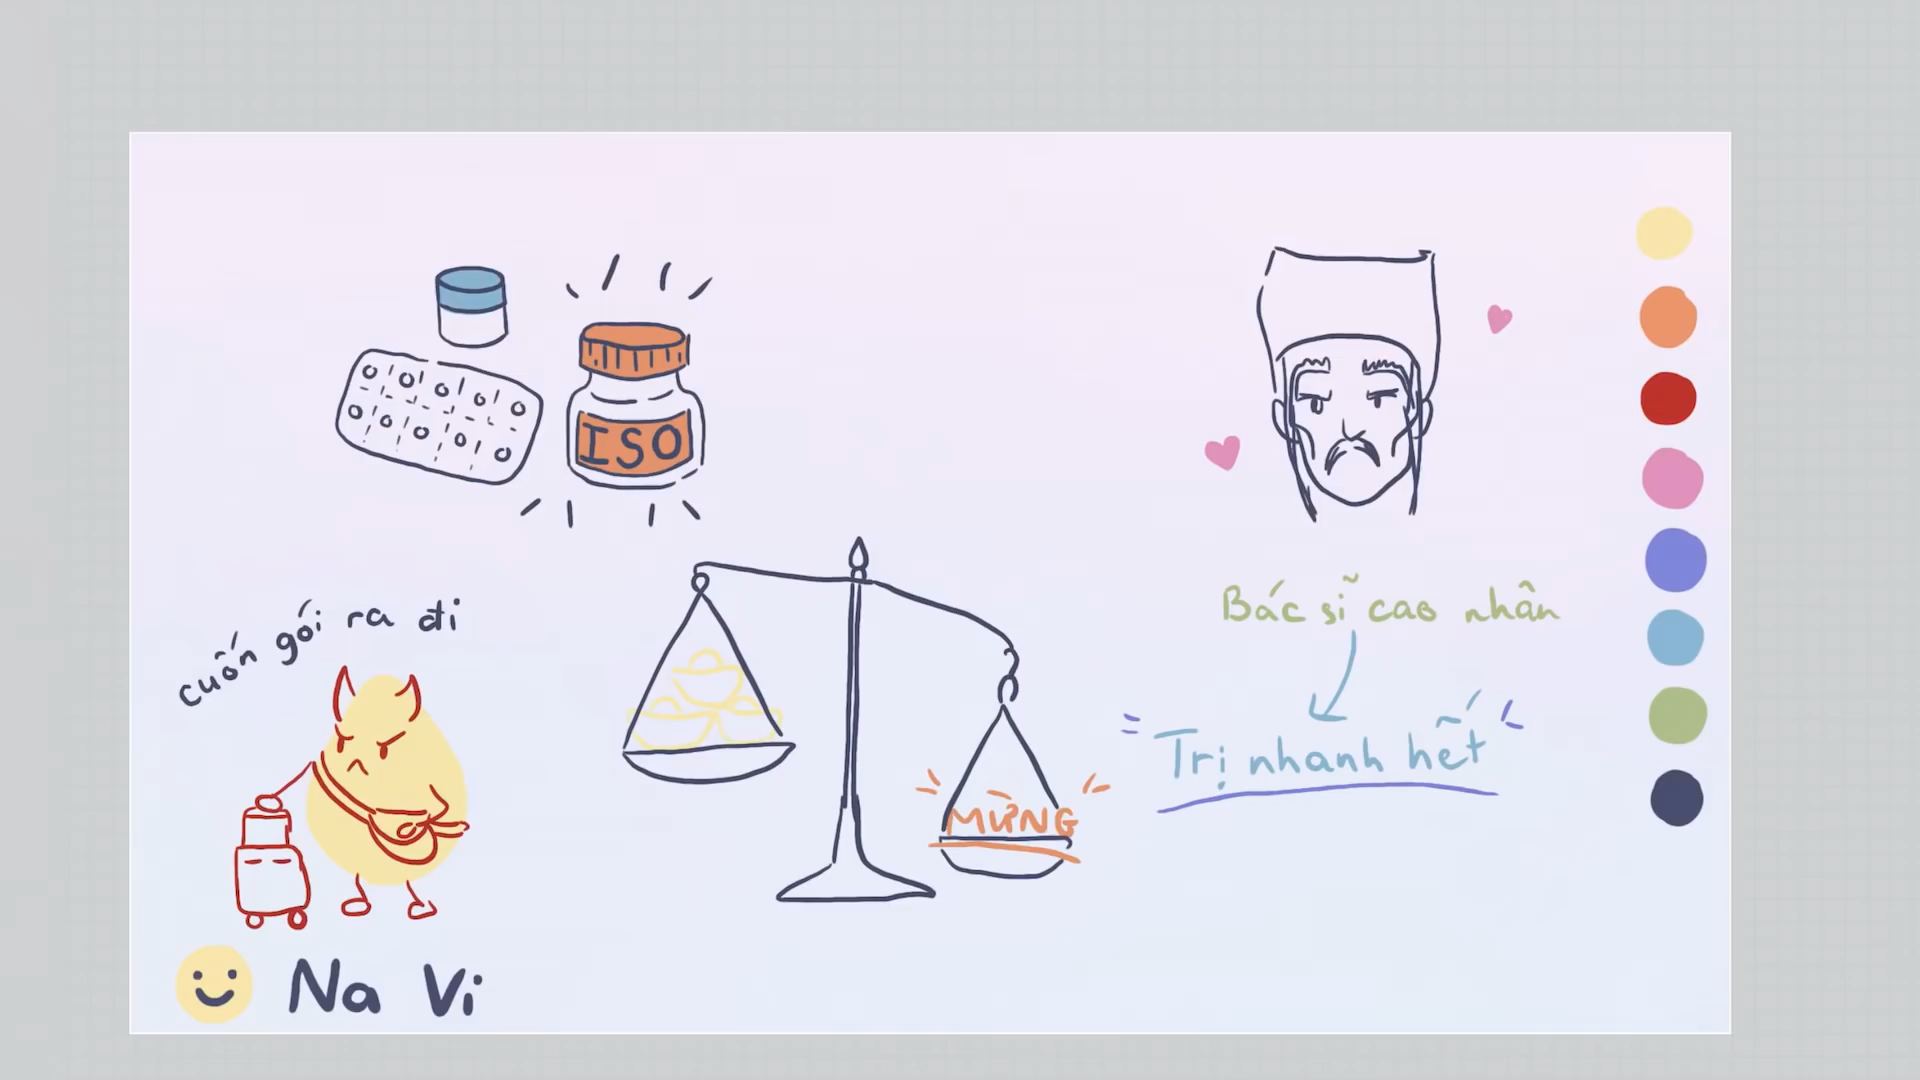 ISO
cuốn gói ra đi
MỪNG
Bác sĩ cao nhân
Trị nhanh hết
Na Vi